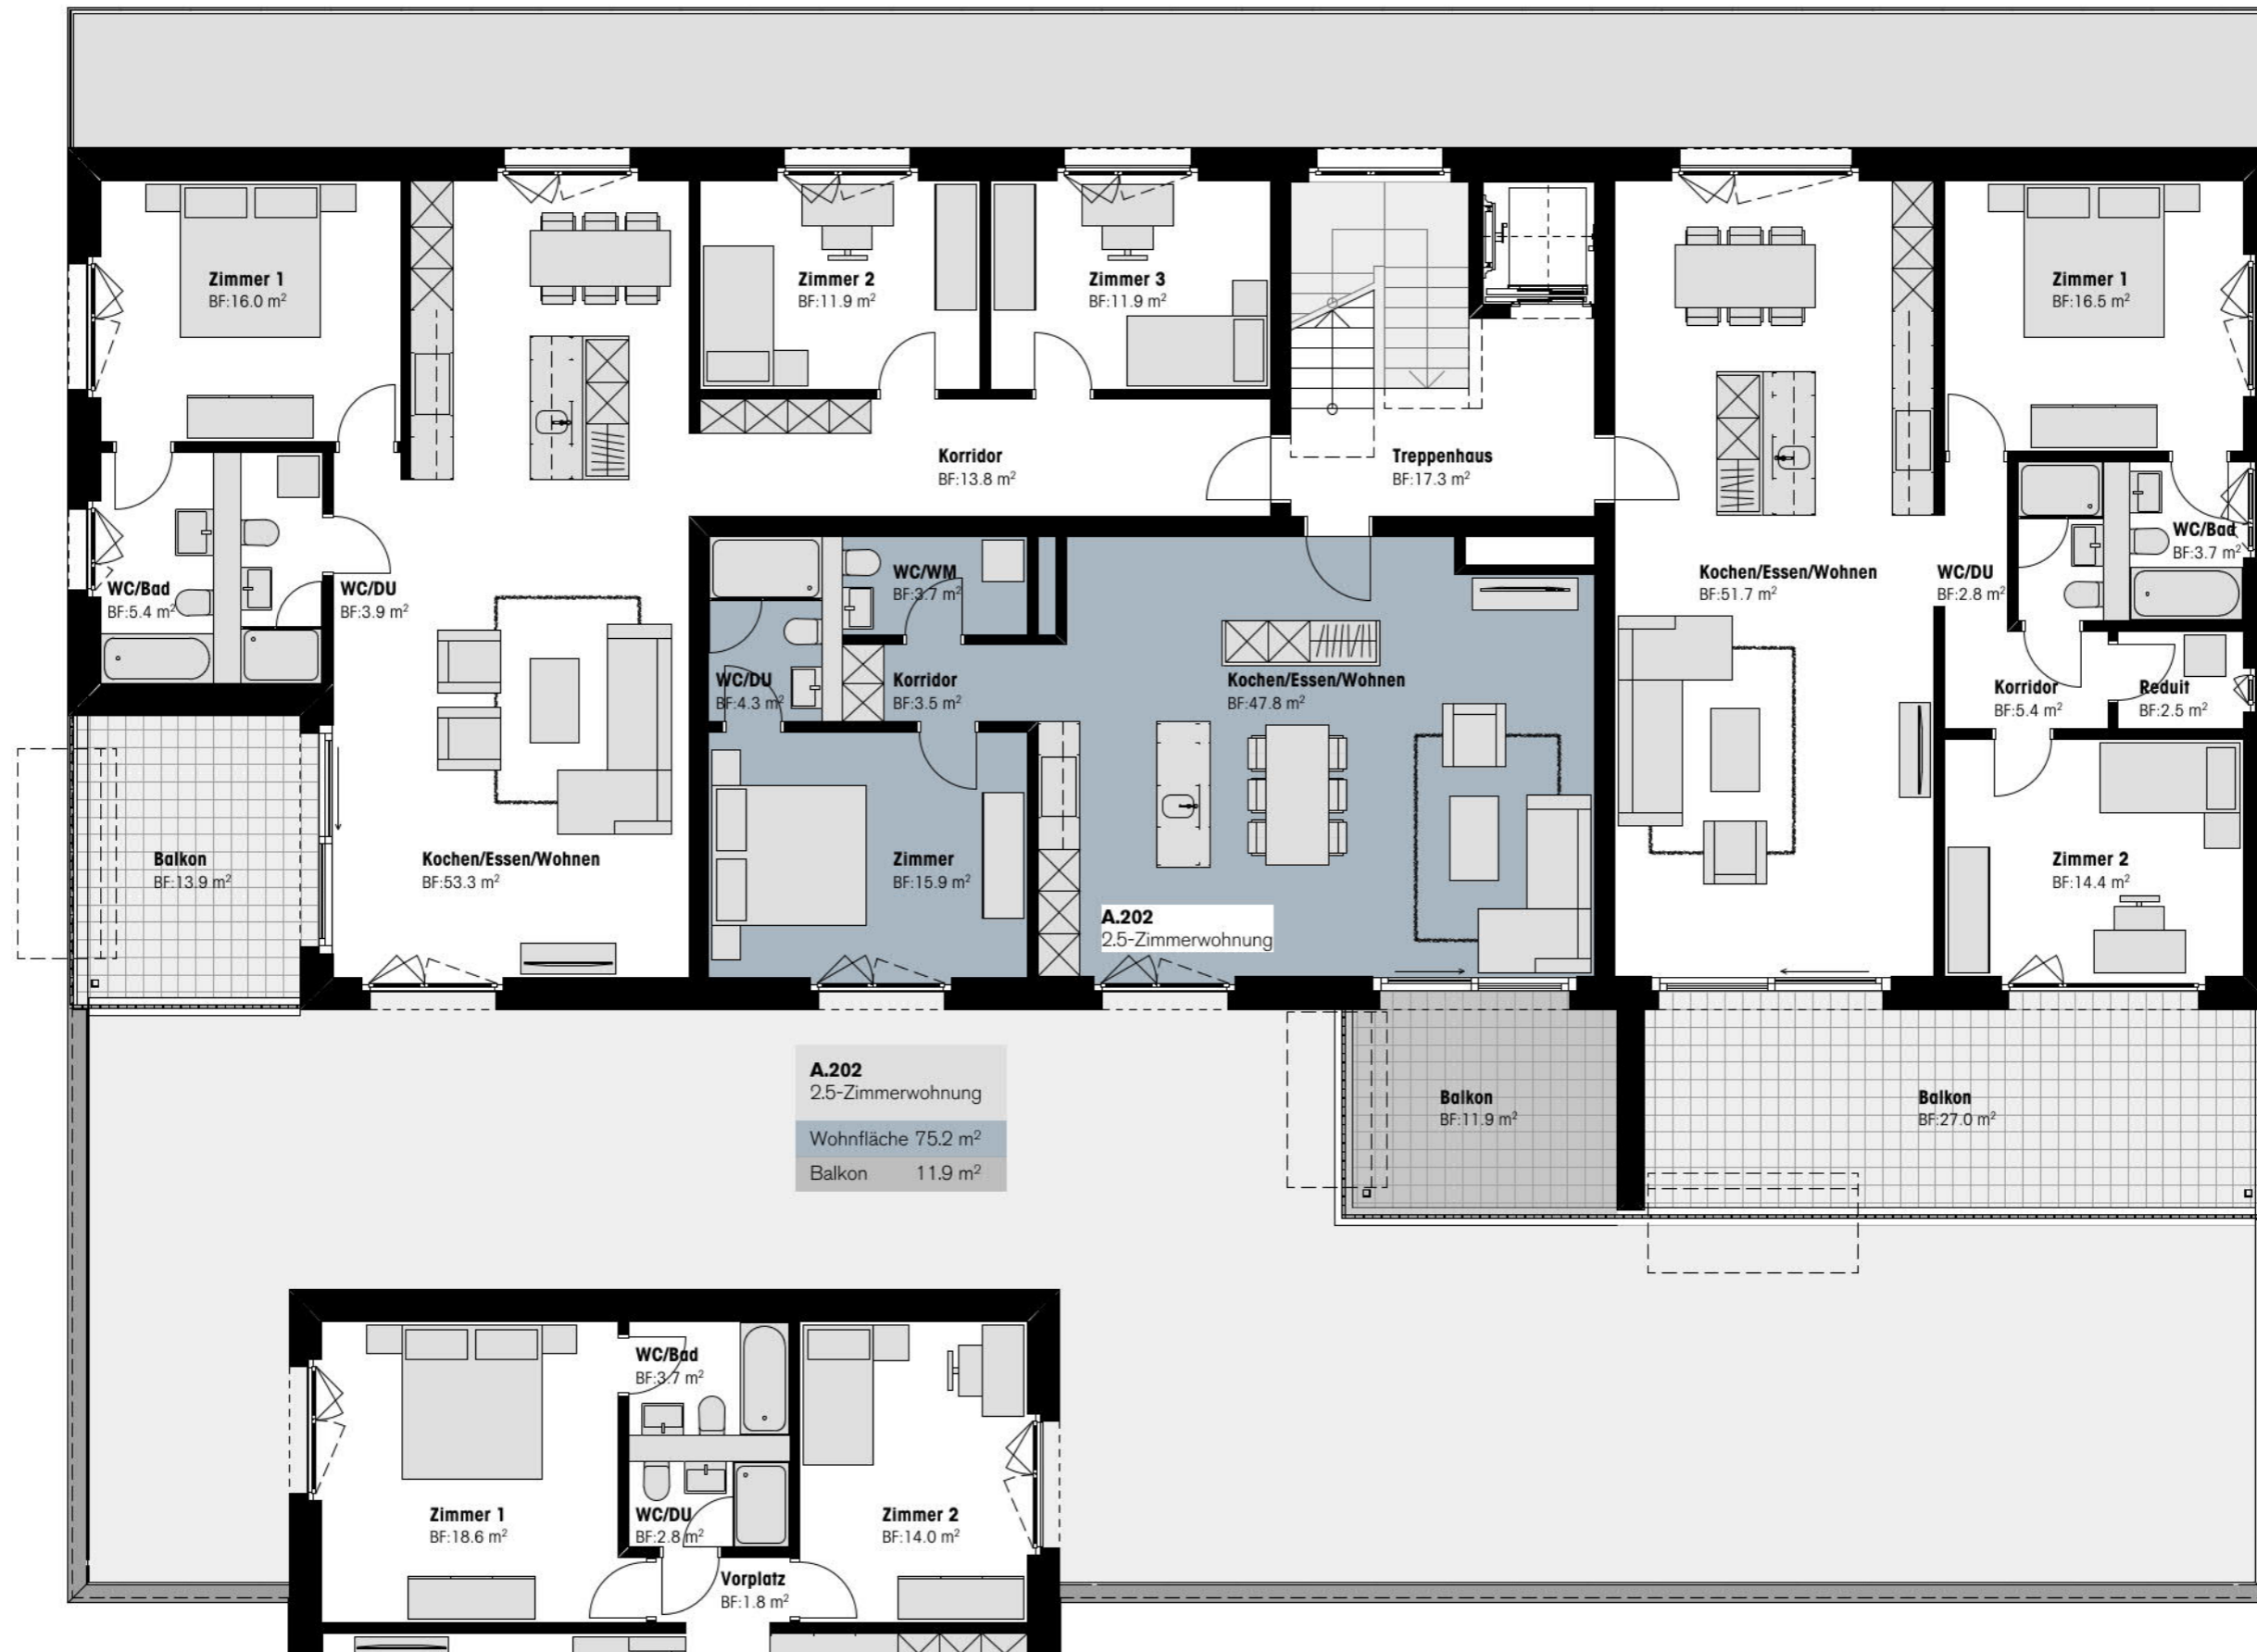 Zimmer 1
BF:16.0 m²
Zimmer 2
BF:11.9 m²
Zimmer 3
BF:11.9 m²
Zimmer 1
BF:16.5 m²
Korridor
BF:13.8 m²
Treppenhaus
BF:17.3 m²
WC/Bad
BF:5.4 m²
WC/DU
BF:3.9 m²
WC/WM
BF:3.7 m²
Kochen/Essen/Wohnen
BF:51.7 m²
WC/DU
BF:2.8 m²
WC/Bad
BF:3.7 m²
WC/DU
BF:4.3 m²
Korridor
BF:3.5 m²
Kochen/Essen/Wohnen
BF:47.8 m²
Korridor
BF:5.4 m²
Reduit
BF:2.5 m²
Balkon
BF:13.9 m²
Kochen/Essen/Wohnen
BF:53.3 m²
Zimmer
BF:15.9 m²
A.202
2.5-Zimmerwohnung
Zimmer 2
BF:14.4 m²
A.202
2.5-Zimmerwohnung
Wohnfläche 75.2 m²
Balkon 11.9 m²
Balkon
BF:11.9 m²
Balkon
BF:27.0 m²
WC/Bad
BF:3.7 m²
Zimmer 1
BF:18.6 m²
WC/DU
BF:2.8 m²
Zimmer 2
BF:14.0 m²
Vorplatz
BF:1.8 m²